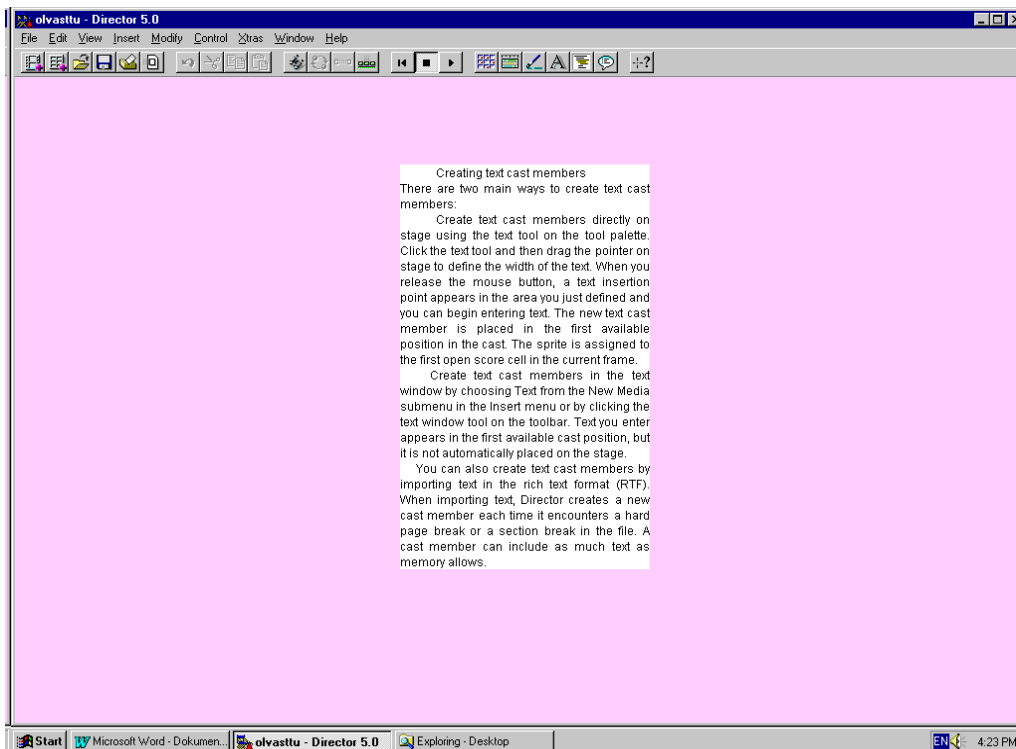 olvasttu - Director 5.0
File Edit View Insert Modify Control Xtras Window Help
Creating text cast members
There are two main ways to create text cast
members:
Create text cast members directly on
stage using the text tool on the tool palette.
Click the text tool and then drag the pointer on
stage to define the width of the text. When you
release the mouse button, a text insertion
point appears in the area you just defined and
you can begin entering text. The new text cast
member is placed in the first available
position in the cast. The sprite is assigned to
the first open score cell in the current frame.
Create text cast members in the text
window by choosing Text from the New Media
submenu in the Insert menu or by clicking the
text window tool on the toolbar. Text you enter
appears in the first available cast position, but
it is not automatically placed on the stage.
You can also create text cast members by
importing text in the rich text format (RTF).
When importing text, Director creates a new
cast member each time it encounters a hard
page break or a section break in the file. A
cast member can include as much text as
memory allows.
Start Microsoft Word - Dokumen... olvasttu - Director 5.0 Exploring - Desktop EN 4:23 PM